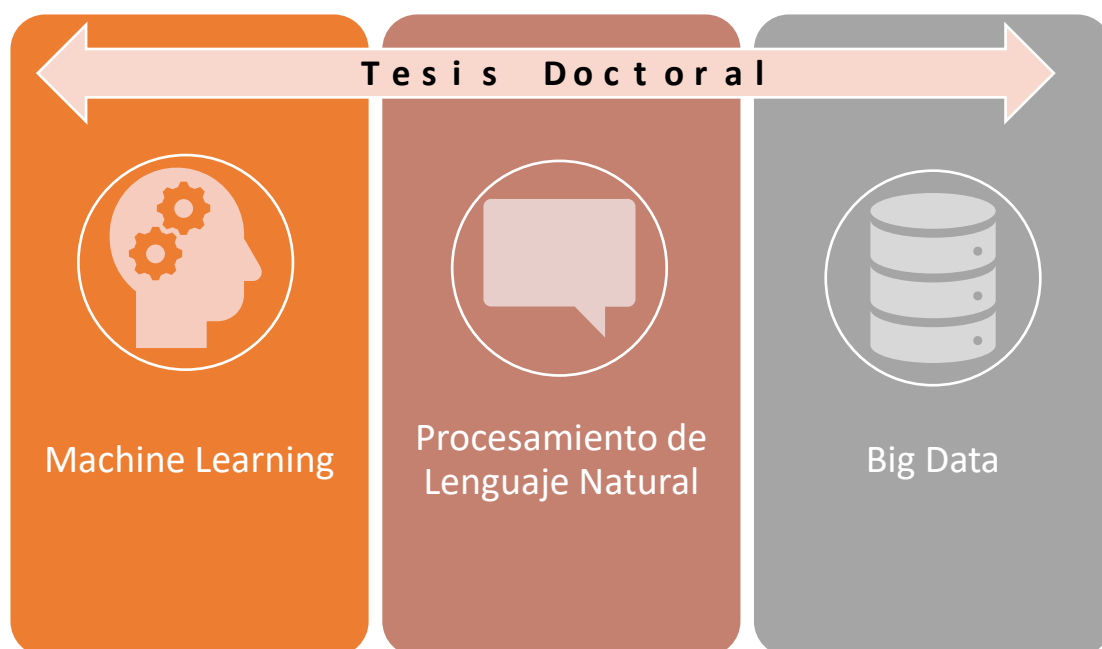 Tesis Doctoral
Machine Learning
Procesamiento de
Lenguaje Natural
Big Data